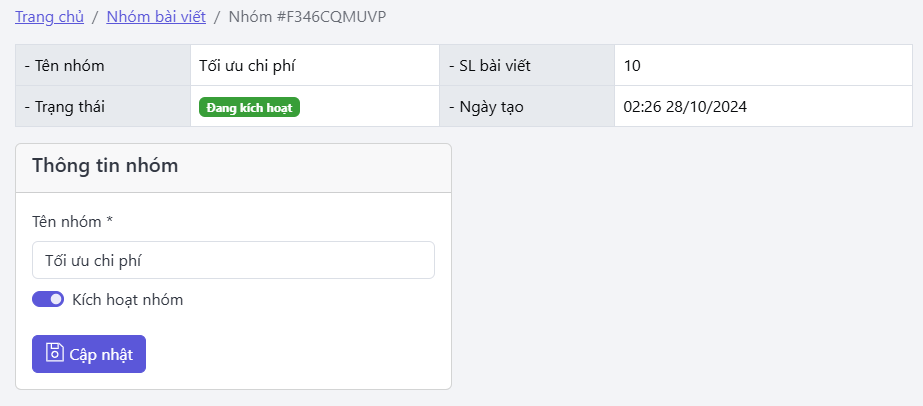 Trang chủ / Nhóm bài viết / Nhóm #F346CQMUVP
- Tên nhóm Tối ưu chi phí - SL bài viết 10
- Trạng thái Đang kích hoạt - Ngày tạo 02:26 28/10/2024
Thông tin nhóm
Tên nhóm *
Tối ưu chi phí
Kích hoạt nhóm
Cập nhật